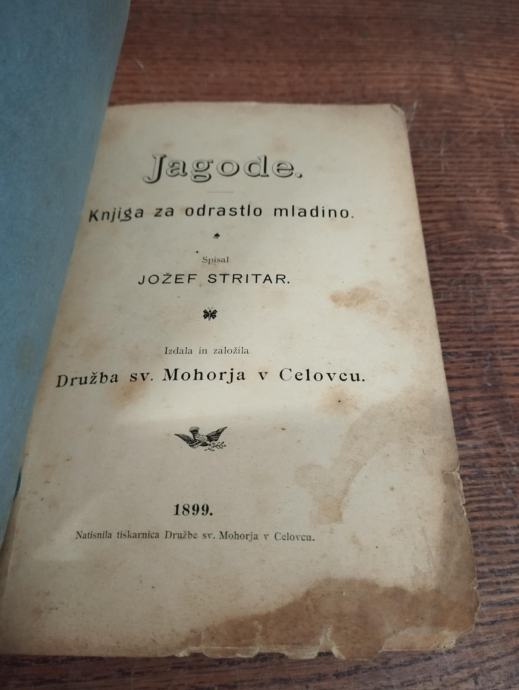 Jagode.
Knjiga za odrastlo mladino.
Spisal
JOŽEF STRITAR.
Izdala in založila
Družba sv. Mohorja v Celovcu.
1899.
Natisnila tiskarnica Družbe sv. Mohorja v Celovcu.